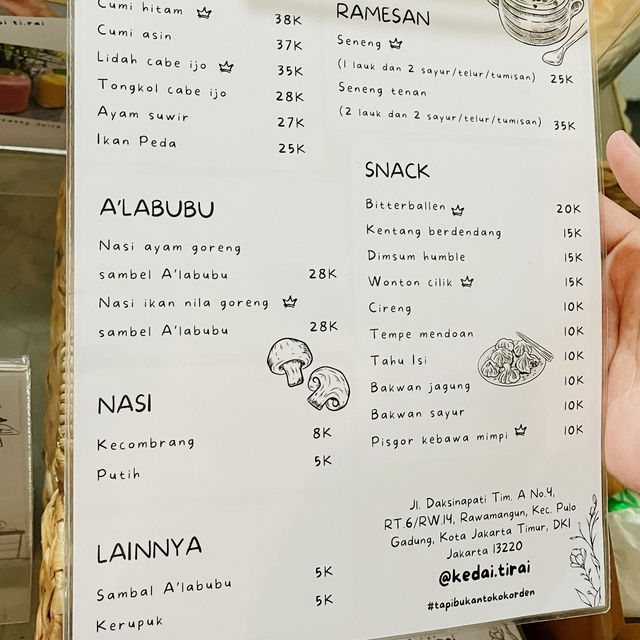 Cumi hitam 38K
Cumi asin 37K
Lidah cabe ijo 35K
Tongkol cabe ijo 28K
Ayam suwir 27K
Ikan Peda 25K
A'LABUBU
Nasi ayam goreng
sambel A'labubu 28K
Nasi ikan nila goreng
sambel A'labubu 28K
NASI
Kecombrang 8K
Putih 5K
LAINNYA
Sambal A'labubu 5K
Kerupuk 5K
RAMESAN
Seneng
(1 lauk dan 2 sayur/telur/tumisan) 25K
Seneng tenan
(2 lauk dan 2 sayur/telur/tumisan) 35K
SNACK
Bitterballen 20K
Kentang berdendang 15K
Dimsum humble 15K
Wonton cilik 15K
Cireng 10K
Tempe mendoan 10K
Tahu Isi 10K
Bakwan jagung 10K
Bakwan sayur 10K
Pisgor kebawa mimpi 10K
Jl. Daksinapati Tim. A No.4,
RT.6/RW.14, Rawamangun, Kec. Pulo
Gadung, Kota Jakarta Timur, DKI
Jakarta 13220
@kedai.tirai
#tapibukantokokorden